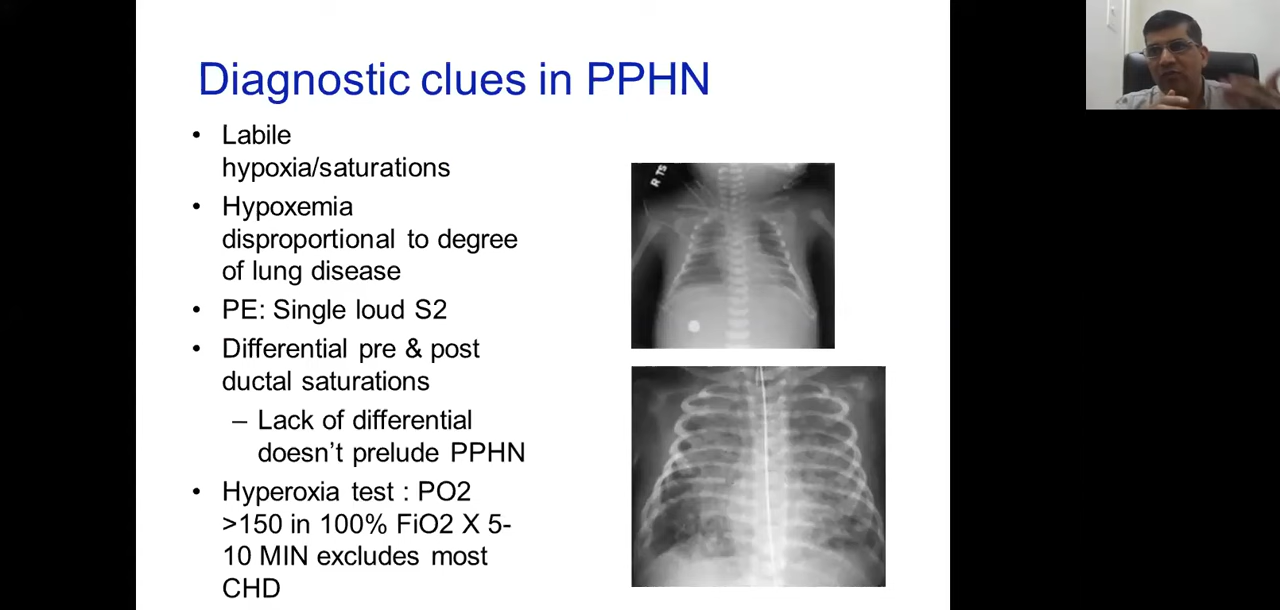 Diagnostic clues in PPHN
• Labile
hypoxia/saturations
• Hypoxemia
disproportional to degree
of lung disease
• PE: Single loud S2
• Differential pre & post
ductal saturations
– Lack of differential
doesn't prelude PPHN
• Hyperoxia test : PO2
>150 in 100% FiO2 X 5-
10 MIN excludes most
CHD
R TS